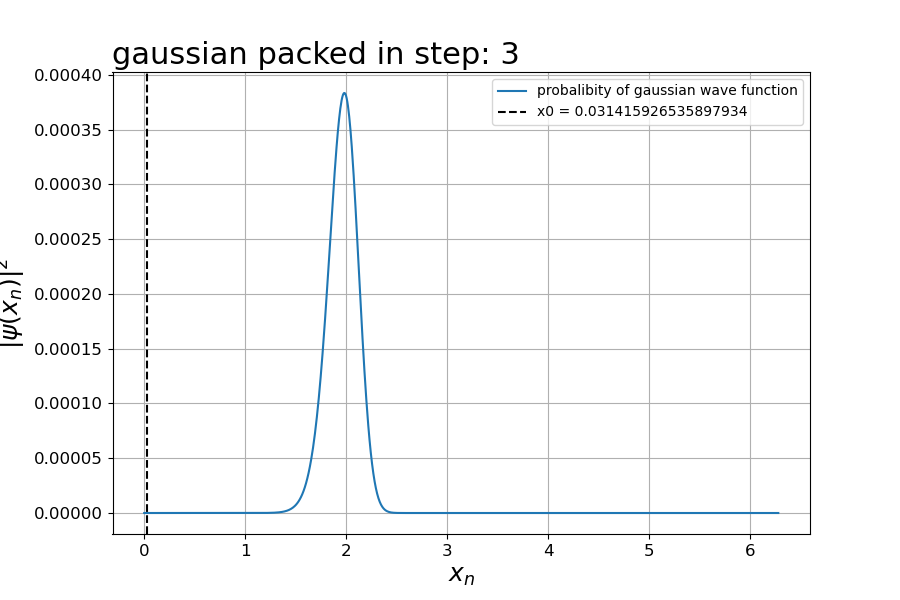 gaussian packed in step: 3
probalibity of gaussian wave function
x0 = 0.031415926535897934
0.00040
0.00035
0.00030
0.00025
0.00020
0.00015
0.00010
0.00005
0.00000
|ψ(xₙ)|²
0 1 2 3 4 5 6
xₙ